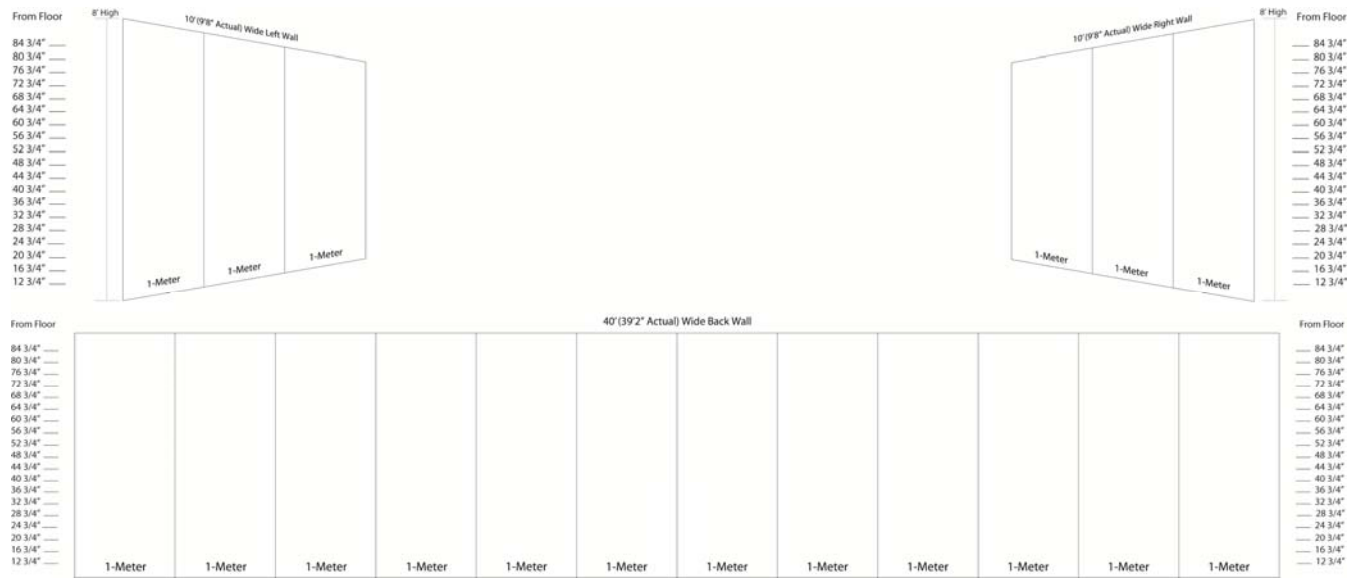 From Floor
8' High
10' (9'8" Actual) Wide Left Wall
84 3/4"
80 3/4"
76 3/4"
72 3/4"
68 3/4"
64 3/4"
60 3/4"
56 3/4"
52 3/4"
48 3/4"
44 3/4"
40 3/4"
36 3/4"
32 3/4"
28 3/4"
24 3/4"
20 3/4"
16 3/4"
12 3/4"
1-Meter
1-Meter
1-Meter
10' (9'8" Actual) Wide Right Wall
8' High
From Floor
1-Meter
1-Meter
1-Meter
84 3/4"
80 3/4"
76 3/4"
72 3/4"
68 3/4"
64 3/4"
60 3/4"
56 3/4"
52 3/4"
48 3/4"
44 3/4"
40 3/4"
36 3/4"
32 3/4"
28 3/4"
24 3/4"
20 3/4"
16 3/4"
12 3/4"
From Floor
40' (39'2" Actual) Wide Back Wall
From Floor
84 3/4"
80 3/4"
76 3/4"
72 3/4"
68 3/4"
64 3/4"
60 3/4"
56 3/4"
52 3/4"
48 3/4"
44 3/4"
40 3/4"
36 3/4"
32 3/4"
28 3/4"
24 3/4"
20 3/4"
16 3/4"
12 3/4"
1-Meter
1-Meter
1-Meter
1-Meter
1-Meter
1-Meter
1-Meter
1-Meter
1-Meter
1-Meter
1-Meter
1-Meter
84 3/4"
80 3/4"
76 3/4"
72 3/4"
68 3/4"
64 3/4"
60 3/4"
56 3/4"
52 3/4"
48 3/4"
44 3/4"
40 3/4"
36 3/4"
32 3/4"
28 3/4"
24 3/4"
20 3/4"
16 3/4"
12 3/4"